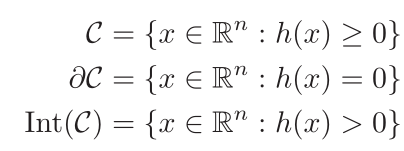 𝒞 = {x ∈ ℝⁿ : h(x) ≥ 0}
∂𝒞 = {x ∈ ℝⁿ : h(x) = 0}
Int(𝒞) = {x ∈ ℝⁿ : h(x) > 0}